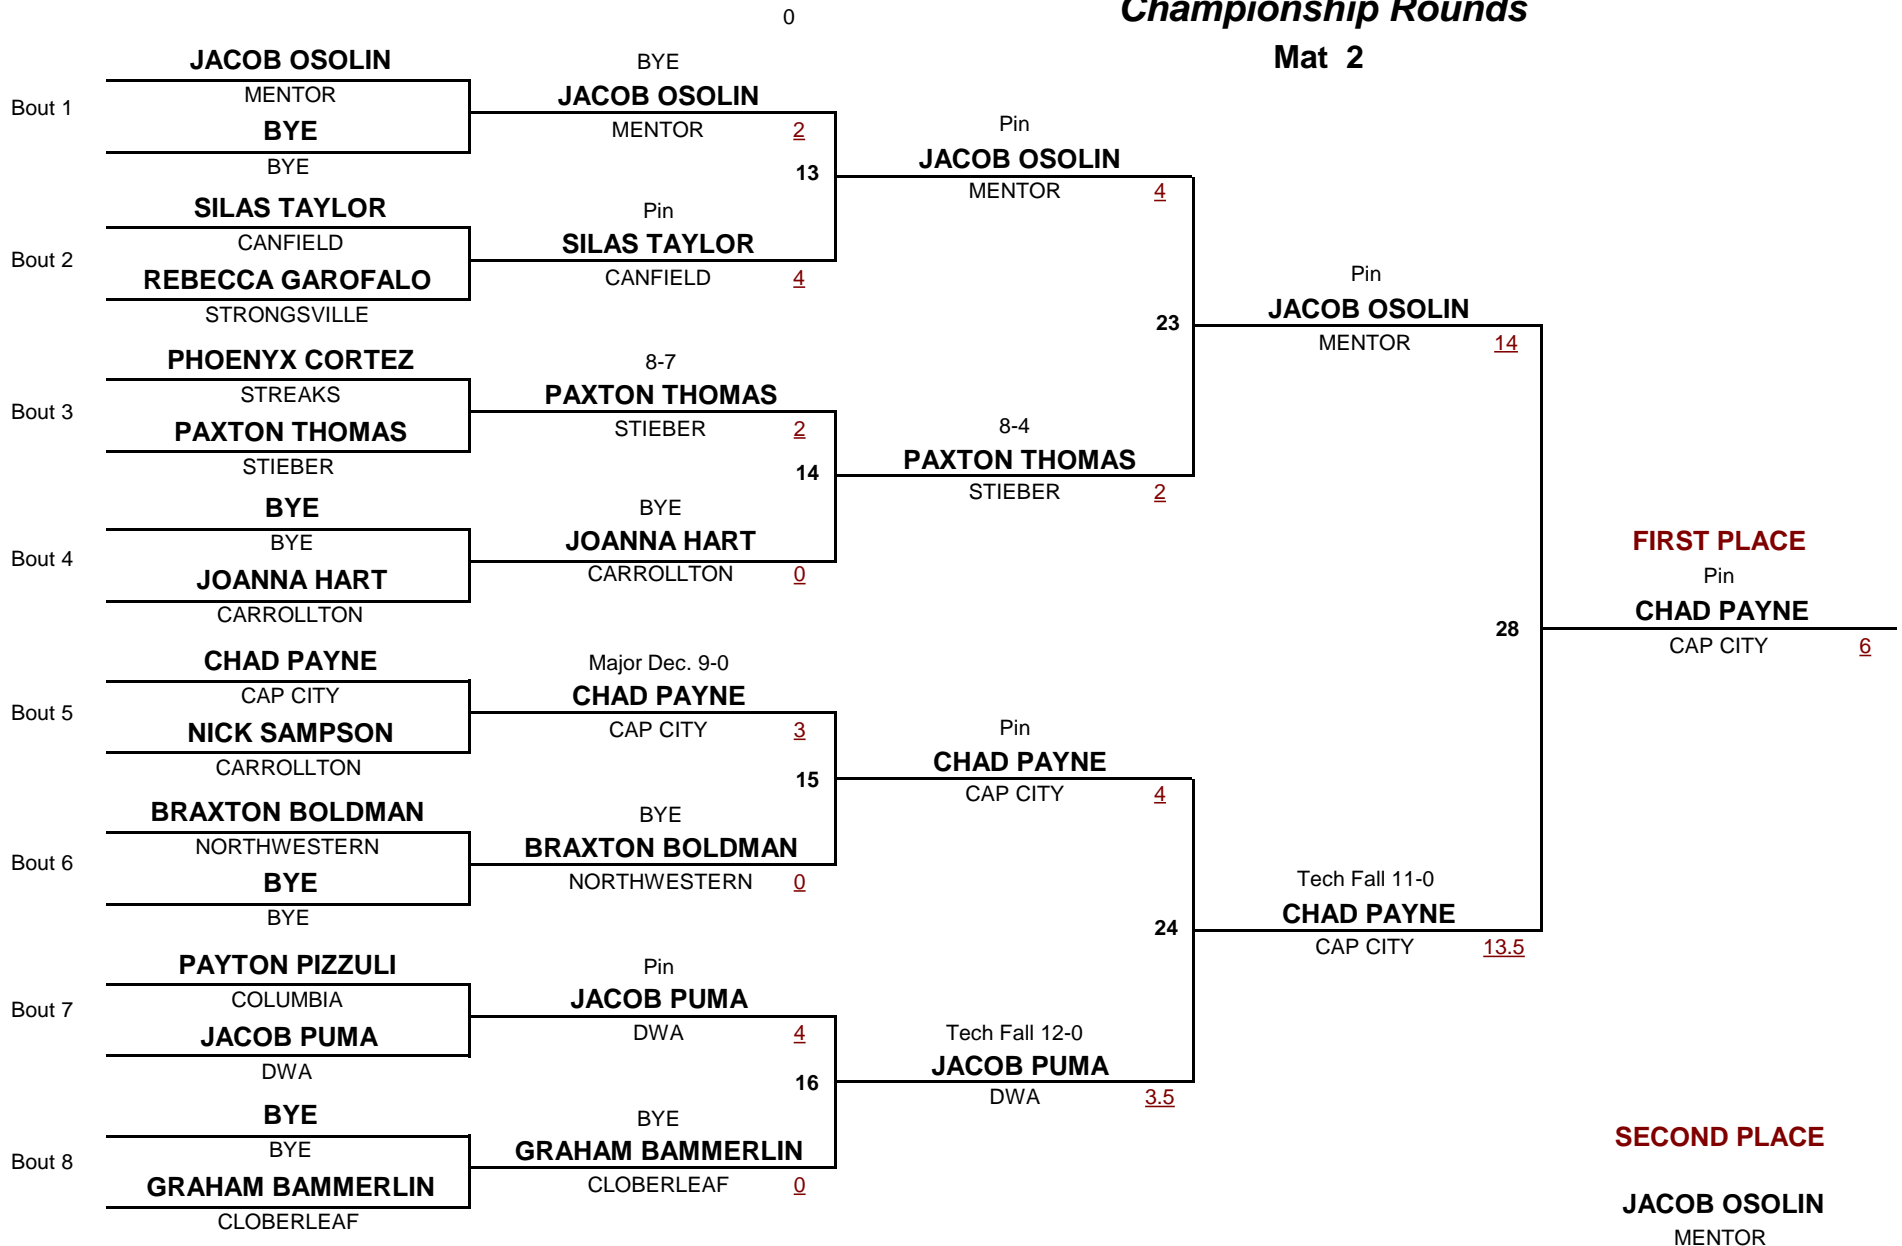 Championship Rounds
0
Mat 2
JACOB OSOLIN
MENTOR
Bout 1
BYE
BYE
SILAS TAYLOR
CANFIELD
Bout 2
REBECCA GAROFALO
STRONGSVILLE
PHOENYX CORTEZ
STREAKS
Bout 3
PAXTON THOMAS
STIEBER
BYE
BYE
Bout 4
JOANNA HART
CARROLLTON
CHAD PAYNE
CAP CITY
Bout 5
NICK SAMPSON
CARROLLTON
BRAXTON BOLDMAN
NORTHWESTERN
Bout 6
BYE
BYE
PAYTON PIZZULI
COLUMBIA
Bout 7
JACOB PUMA
DWA
BYE
BYE
Bout 8
GRAHAM BAMMERLIN
CLOBERLEAF
BYE
JACOB OSOLIN
MENTOR 2
13
Pin
SILAS TAYLOR
CANFIELD 4
8-7
PAXTON THOMAS
STIEBER 2
14
BYE
JOANNA HART
CARROLLTON 0
Major Dec. 9-0
CHAD PAYNE
CAP CITY 3
15
BYE
BRAXTON BOLDMAN
NORTHWESTERN 0
Pin
JACOB PUMA
DWA 4
16
BYE
GRAHAM BAMMERLIN
CLOBERLEAF 0
Pin
JACOB OSOLIN
MENTOR 4
23
8-4
PAXTON THOMAS
STIEBER 2
Pin
CHAD PAYNE
CAP CITY 4
24
Tech Fall 12-0
JACOB PUMA
DWA 3.5
Pin
JACOB OSOLIN
MENTOR 14
28
Tech Fall 11-0
CHAD PAYNE
CAP CITY 13.5
FIRST PLACE
Pin
CHAD PAYNE
CAP CITY 6
SECOND PLACE
JACOB OSOLIN
MENTOR